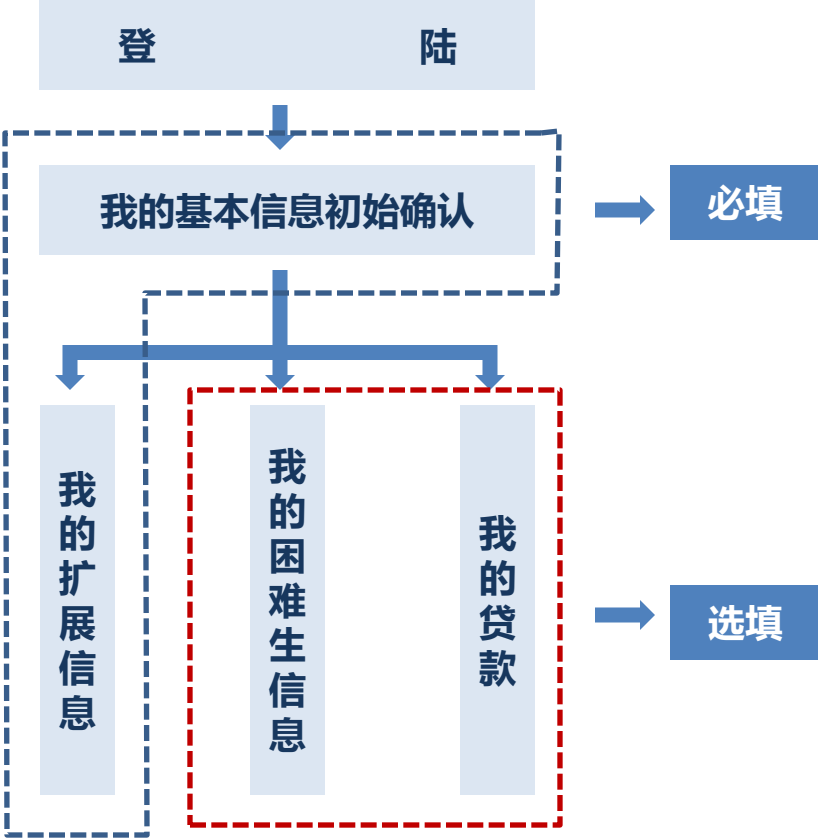 登 陆
我的基本信息初始确认
必填
我的扩展信息
我的困难生信息
我的贷款
选填